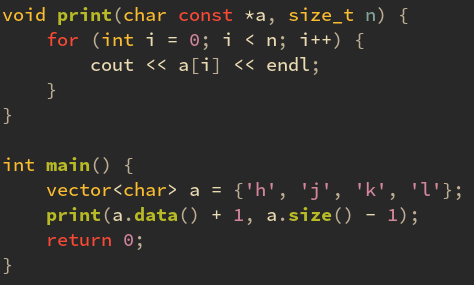 void print(char const *a, size_t n) {
    for (int i = 0; i < n; i++) {
        cout << a[i] << endl;
    }
}

int main() {
    vector<char> a = {'h', 'j', 'k', 'l'};
    print(a.data() + 1, a.size() - 1);
    return 0;
}